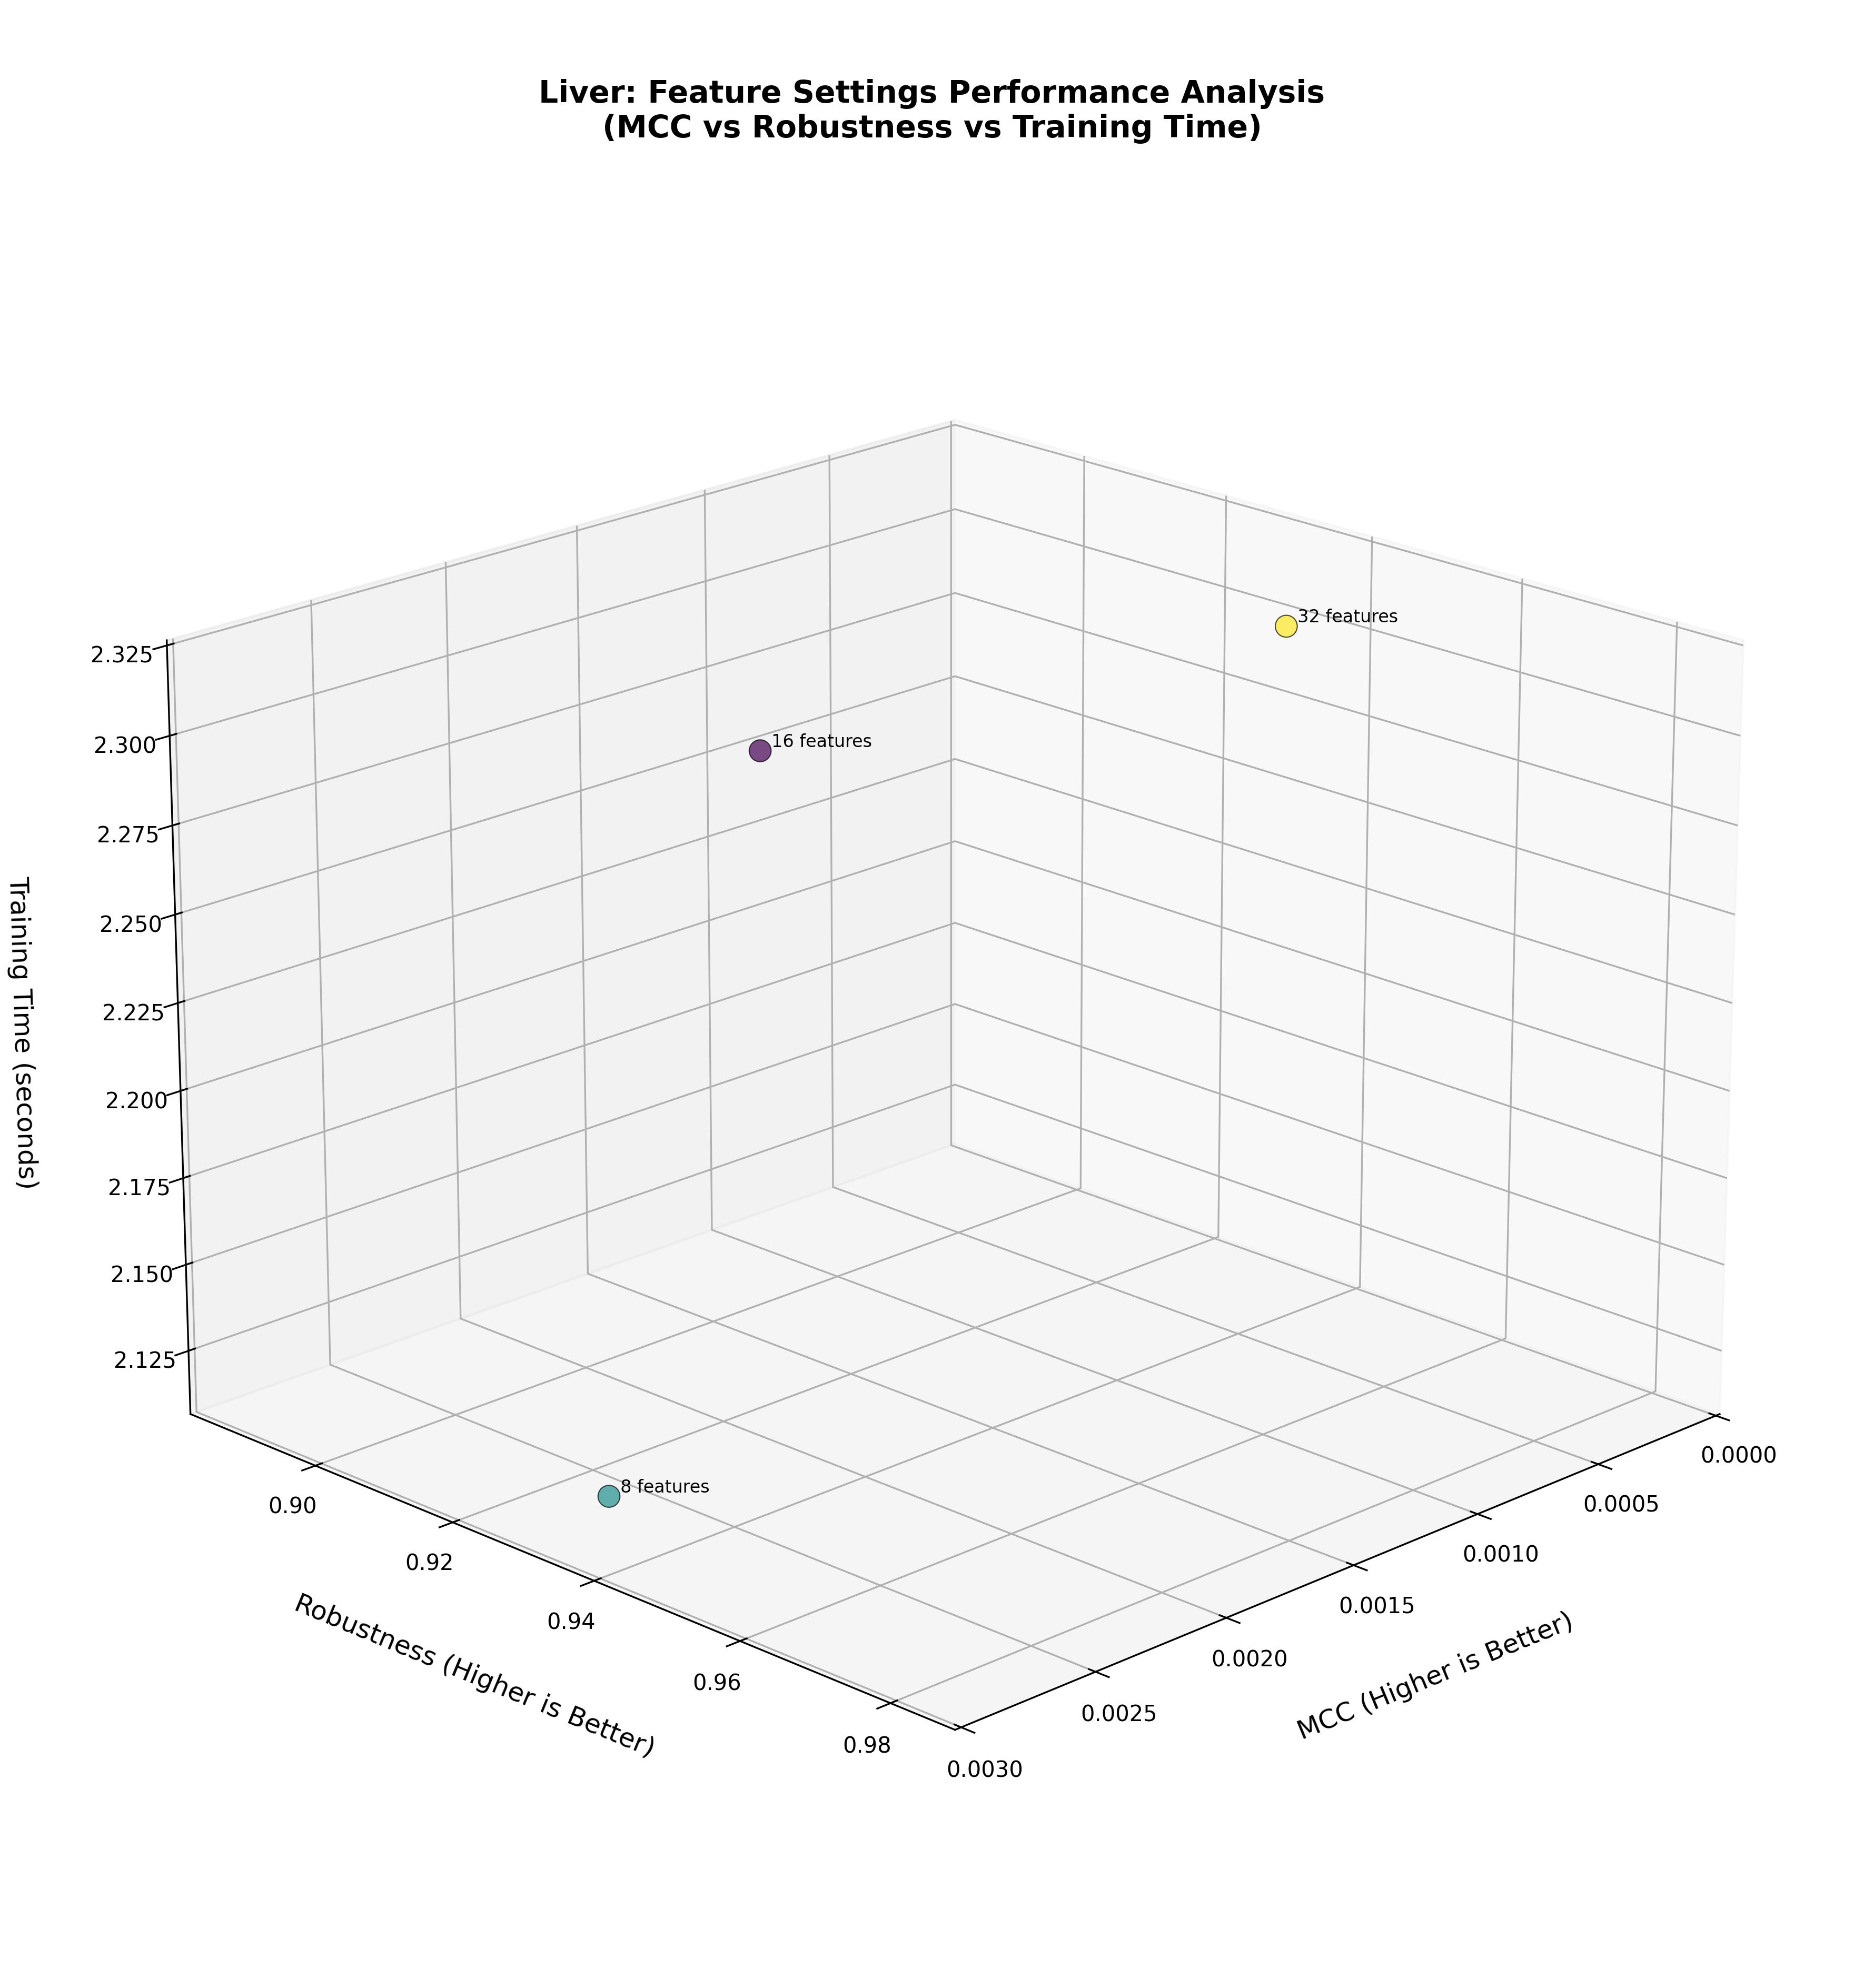 Liver: Feature Settings Performance Analysis
(MCC vs Robustness vs Training Time)
32 features
16 features
8 features
Training Time (seconds)
2.325
2.300
2.275
2.250
2.225
2.200
2.175
2.150
2.125
0.90
0.92
0.94
0.96
0.98
Robustness (Higher is Better)
0.0000
0.0005
0.0010
0.0015
0.0020
0.0025
0.0030
MCC (Higher is Better)